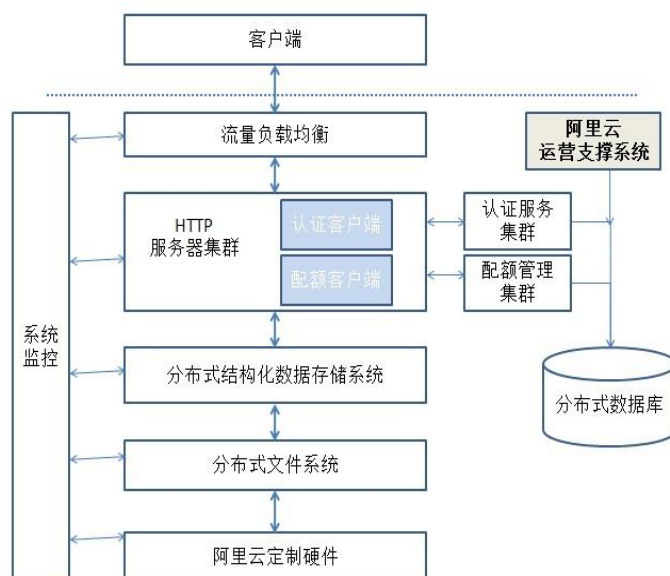 客户端
流量负载均衡
阿里云
运营支撑系统
HTTP
服务器集群
认证客户端
配额客户端
认证服务
集群
配额管理
集群
系统
监控
分布式结构化数据存储系统
分布式数据库
分布式文件系统
阿里云定制硬件